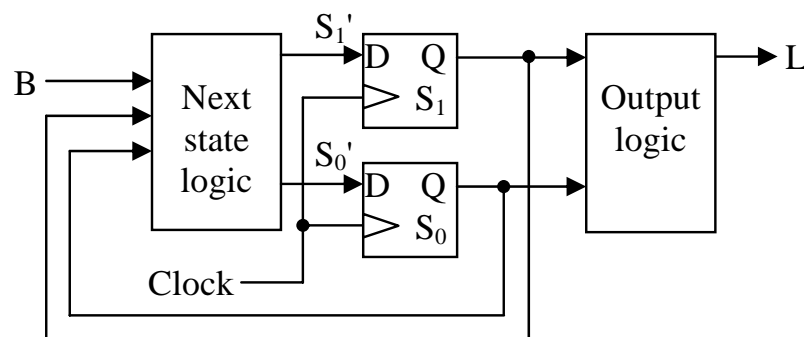 S₁'
D Q
S₁
B
Next
state
logic
S₀'
D Q
S₀
Output
logic
L
Clock